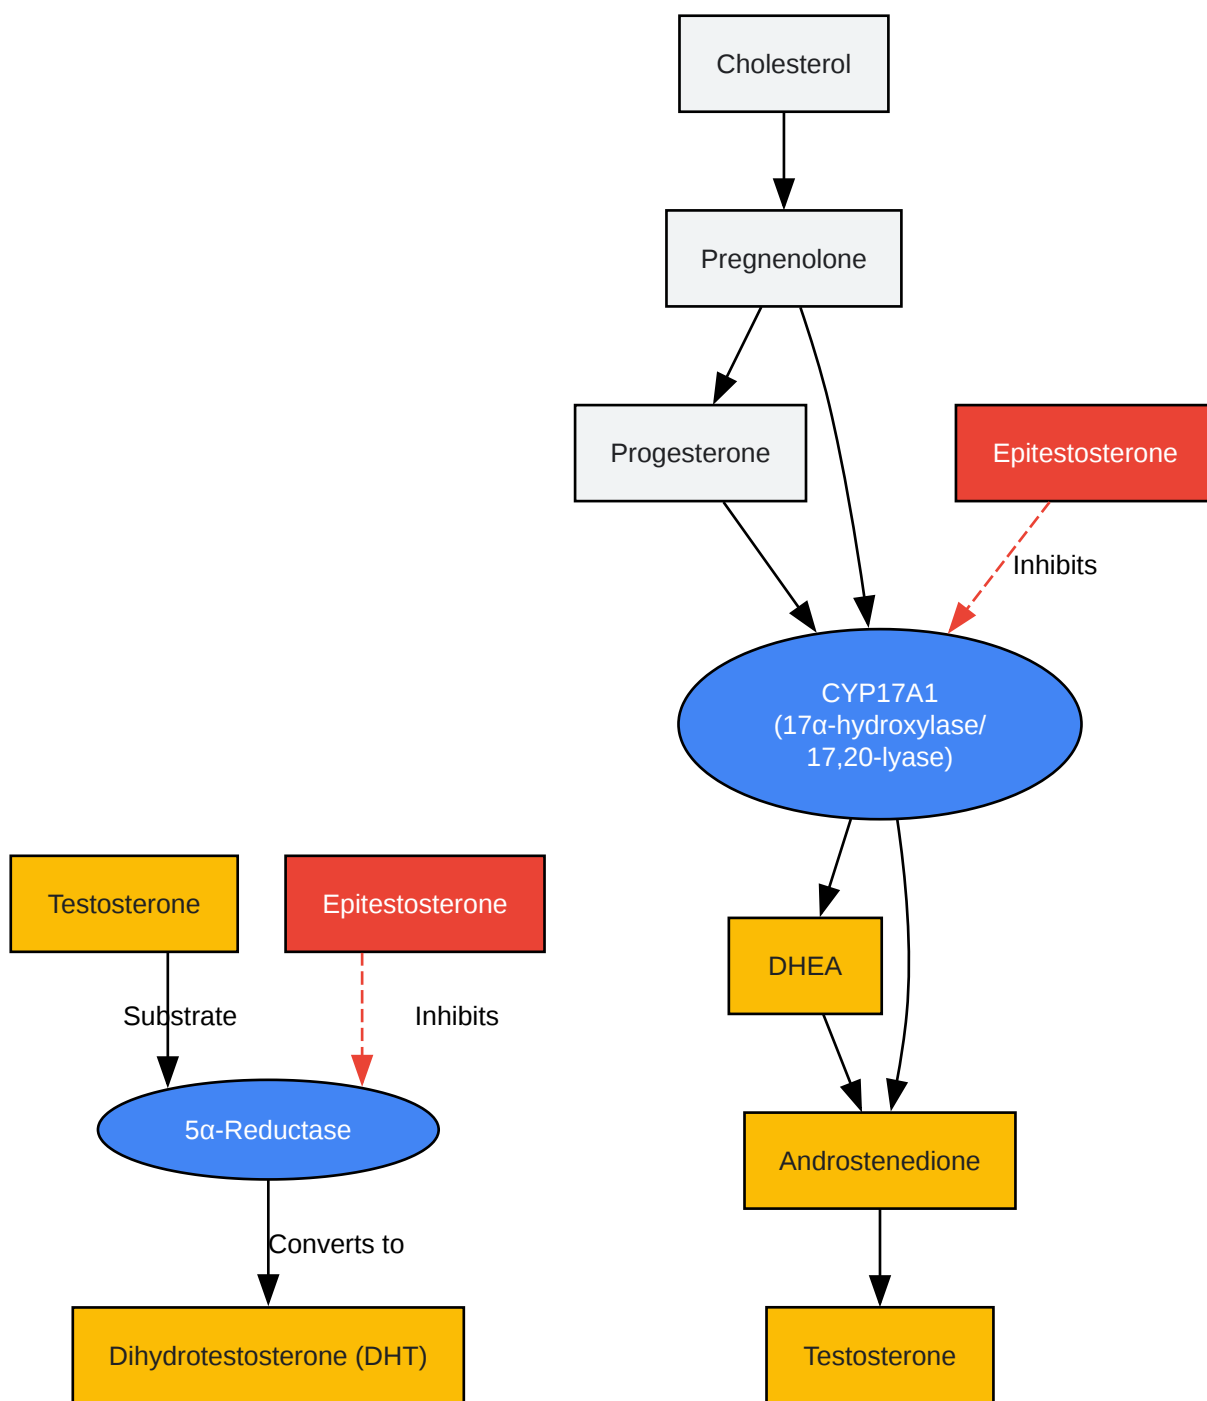 Cholesterol
Pregnenolone
Progesterone
Epitestosterone
Inhibits
CYP17A1
(17α-hydroxylase/
17,20-lyase)
Testosterone
Epitestosterone
DHEA
Substrate
Inhibits
5α-Reductase
Androstenedione
Converts to
Dihydrotestosterone (DHT)
Testosterone